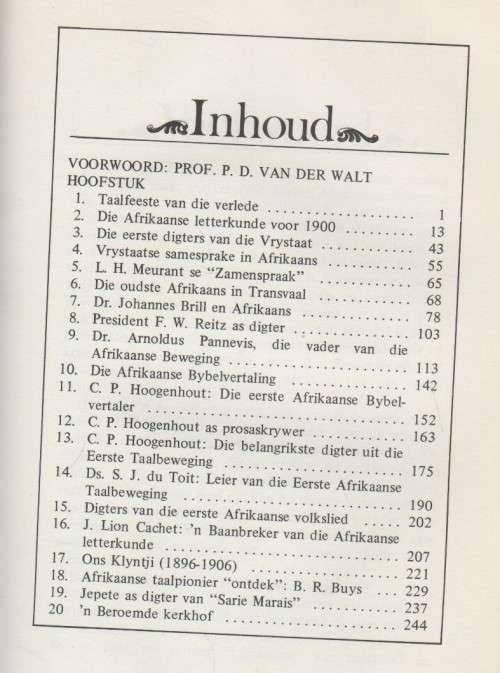 Inhoud
VOORWOORD: PROF. P. D. VAN DER WALT
HOOFSTUK
1. Taalfeeste van die verlede .................... 1
2. Die Afrikaanse letterkunde voor 1900 ........... 13
3. Die eerste digters van die Vrystaat ............ 43
4. Vrystaatse samesprake in Afrikaans ............. 55
5. L. H. Meurant se "Zamenspraak" ................. 65
6. Die oudste Afrikaans in Transvaal .............. 68
7. Dr. Johannes Brill en Afrikaans ................ 78
8. President F. W. Reitz as digter ................ 103
9. Dr. Arnoldus Pannevis, die vader van die
Afrikaanse Beweging ............................ 113
10. Die Afrikaanse Bybelvertaling .................. 142
11. C. P. Hoogenhout: Die eerste Afrikaanse Bybel-
vertaler ....................................... 152
12. C. P. Hoogenhout as prosaskrywer ............... 163
13. C. P. Hoogenhout: Die belangrikste digter uit die
Eerste Taalbeweging ............................ 175
14. Ds. S. J. du Toit: Leier van die Eerste Afrikaanse
Taalbeweging ................................... 190
15. Digters van die eerste Afrikaanse volkslied ..... 202
16. J. Lion Cachet: 'n Baanbreker van die Afrikaanse
letterkunde .................................... 207
17. Ons Klyntji (1896-1906) ........................ 221
18. Afrikaanse taalpionier "ontdek": B. R. Buys .... 229
19. Jepete as digter van "Sarie Marais" ............ 237
20 'n Beroemde kerkhof ............................ 244